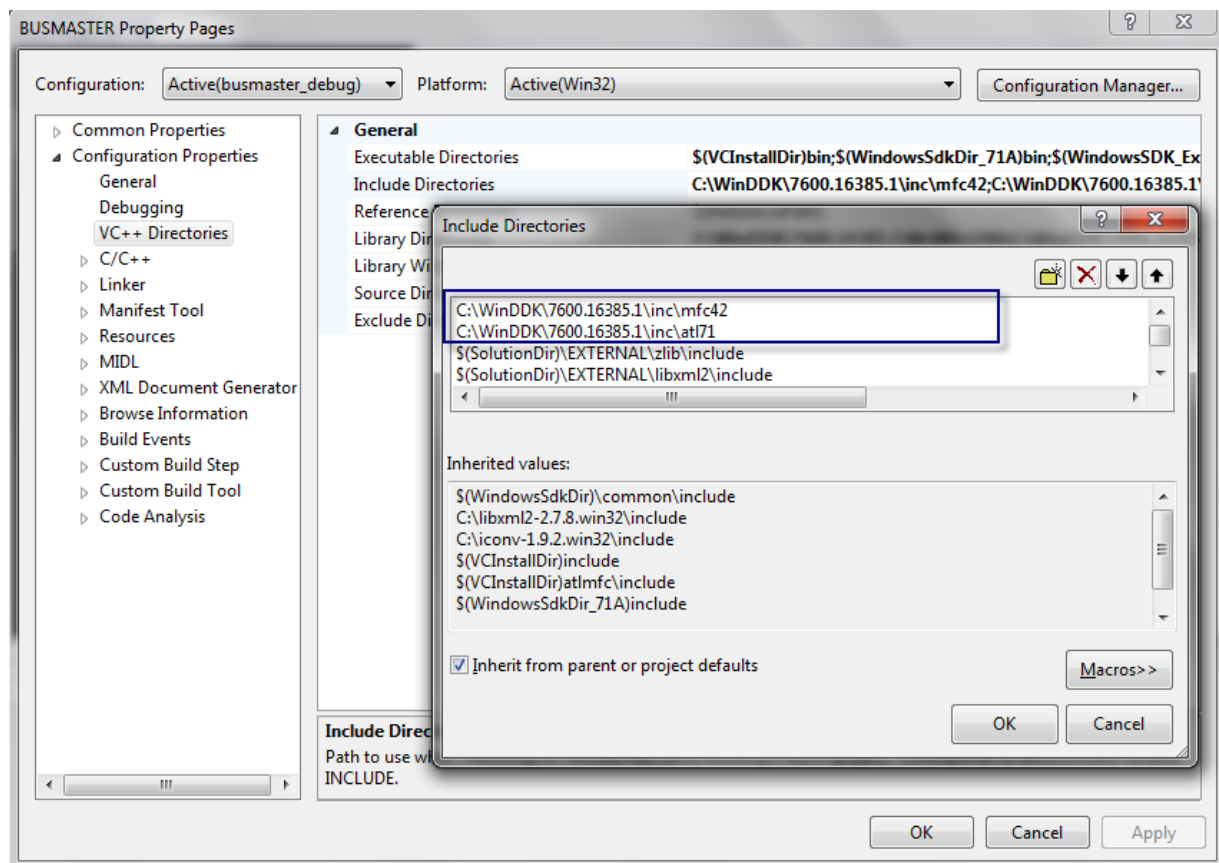 BUSMASTER Property Pages
Configuration: Active(busmaster_debug) Platform: Active(Win32) Configuration Manager...
Common Properties
Configuration Properties
General
Debugging
VC++ Directories
C/C++
Linker
Manifest Tool
Resources
MIDL
XML Document Generator
Browse Information
Build Events
Custom Build Step
Custom Build Tool
Code Analysis
General
Executable Directories $(VCInstallDir)bin;$(WindowsSdkDir_71A)bin;$(WindowsSDK_Ex
Include Directories C:\WinDDK\7600.16385.1\inc\mfc42;C:\WinDDK\7600.16385.1\
Reference
Library Dir
Library Wi
Source Dir
Exclude Di
Include Directories
C:\WinDDK\7600.16385.1\inc\mfc42
C:\WinDDK\7600.16385.1\inc\atl71
$(SolutionDir)\EXTERNAL\zlib\include
$(SolutionDir)\EXTERNAL\libxml2\include
Inherited values:
$(WindowsSdkDir)\common\include
C:\libxml2-2.7.8.win32\include
C:\iconv-1.9.2.win32\include
$(VCInstallDir)include
$(VCInstallDir)atlmfc\include
$(WindowsSdkDir_71A)include
Inherit from parent or project defaults
Macros>>
OK Cancel
Include Direc
Path to use wh
INCLUDE.
OK Cancel Apply